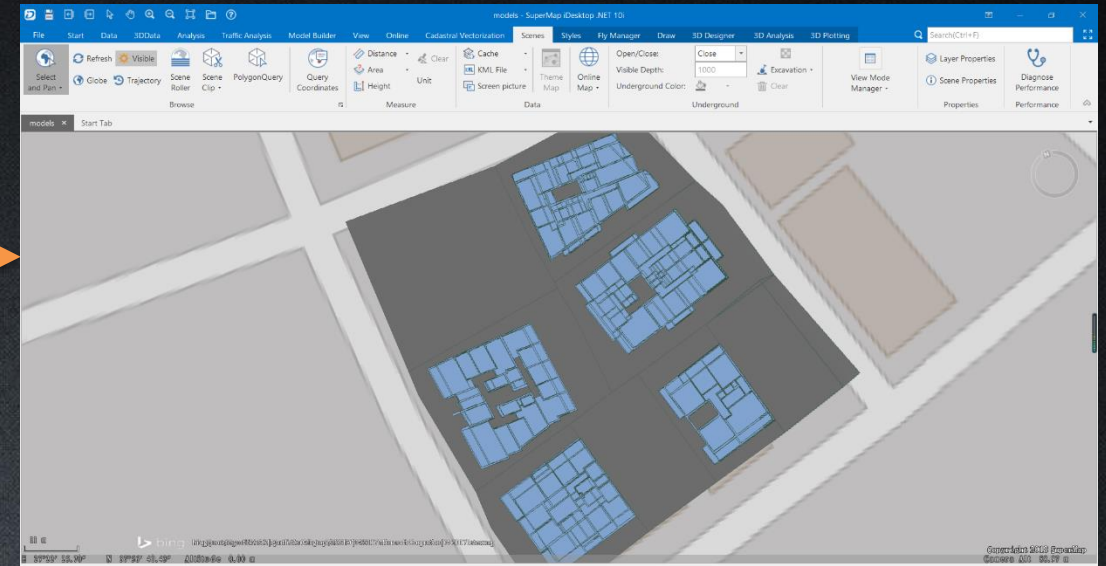 models - SuperMap iDesktop .NET 10i
File Start Data 3DData Analysis Traffic Analysis Model Builder View Online Cadastral Vectorization Scenes Styles Fly Manager Draw 3D Designer 3D Analysis 3D Plotting Search(Ctrl+F)
Select and Pan
Refresh Visible
Globe Trajectory
Scene Roller
Scene Clip
PolygonQuery
Browse
Query Coordinates
Distance Clear
Area
Height
Unit
Measure
Cache
KML File
Screen picture
Theme Map
Online Map
Data
Open/Close: Close
Visible Depth: 1000
Underground Color:
Excavation
Clear
Underground
View Mode Manager
Layer Properties
Scene Properties
Properties
Diagnose Performance
Performance
models Start Tab
bing